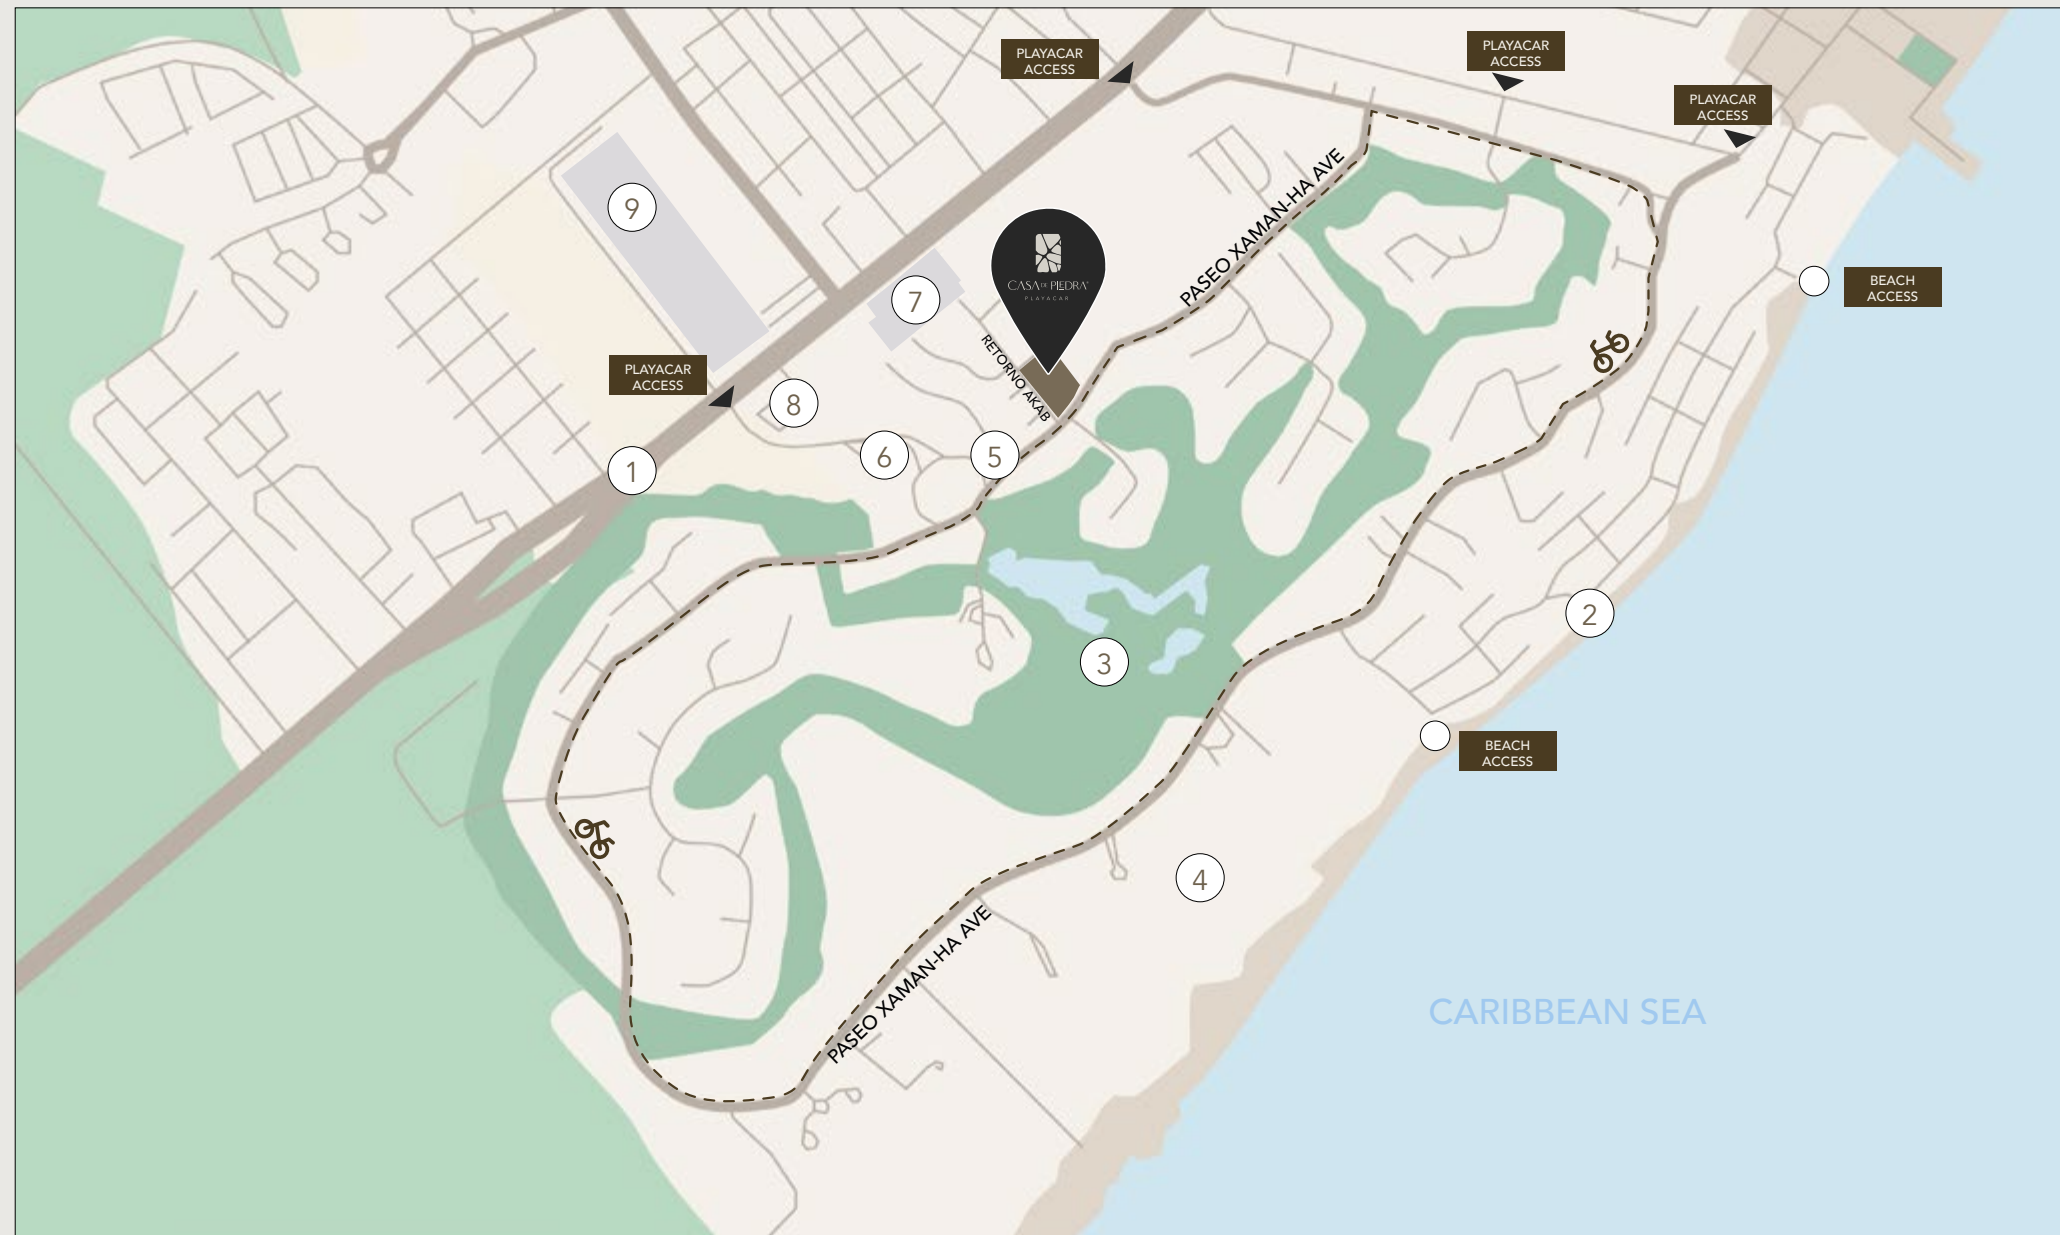 PLAYACAR
ACCESS
PLAYACAR
ACCESS
PLAYACAR
ACCESS
PASEO XAMAN-HA AVE
9
CASA DE PIEDRA
PLAYACAR
7
BEACH
ACCESS
RETORNO AKAB
PLAYACAR
ACCESS
8
6
5
1
2
3
BEACH
ACCESS
4
PASEO XAMAN-HA AVE
CARIBBEAN SEA